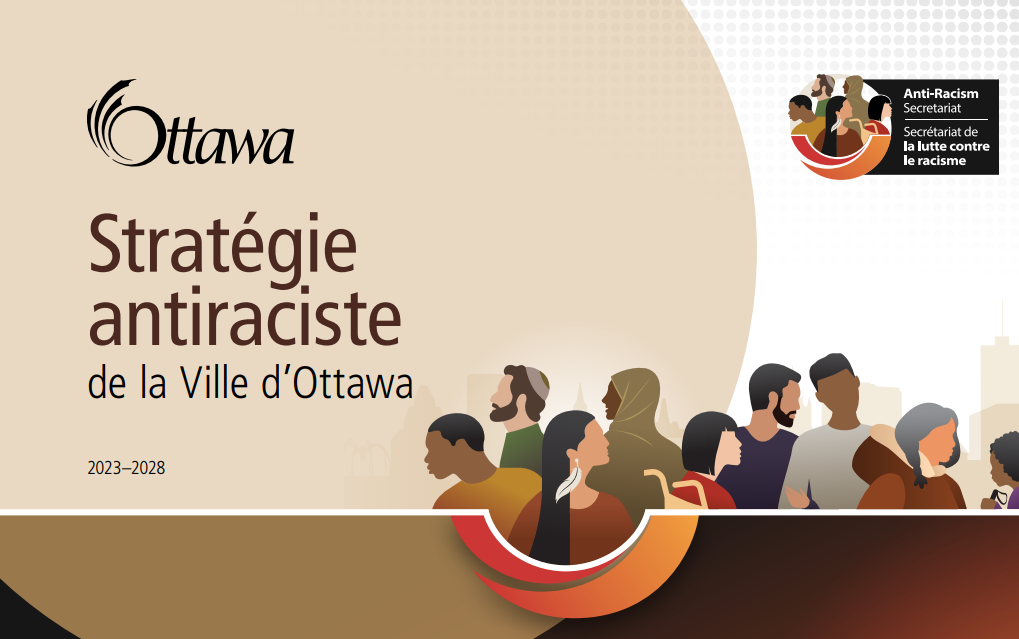 Ottawa
Anti-Racism
Secretariat
Secrétariat de
la lutte contre
le racisme
Stratégie
antiraciste
de la Ville d’Ottawa
2023–2028